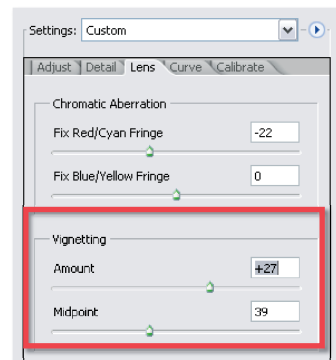 Settings: Custom
Adjust Detail Lens Curve Calibrate
Chromatic Aberration
Fix Red/Cyan Fringe -22
Fix Blue/Yellow Fringe 0
Vignetting
Amount +27
Midpoint 39